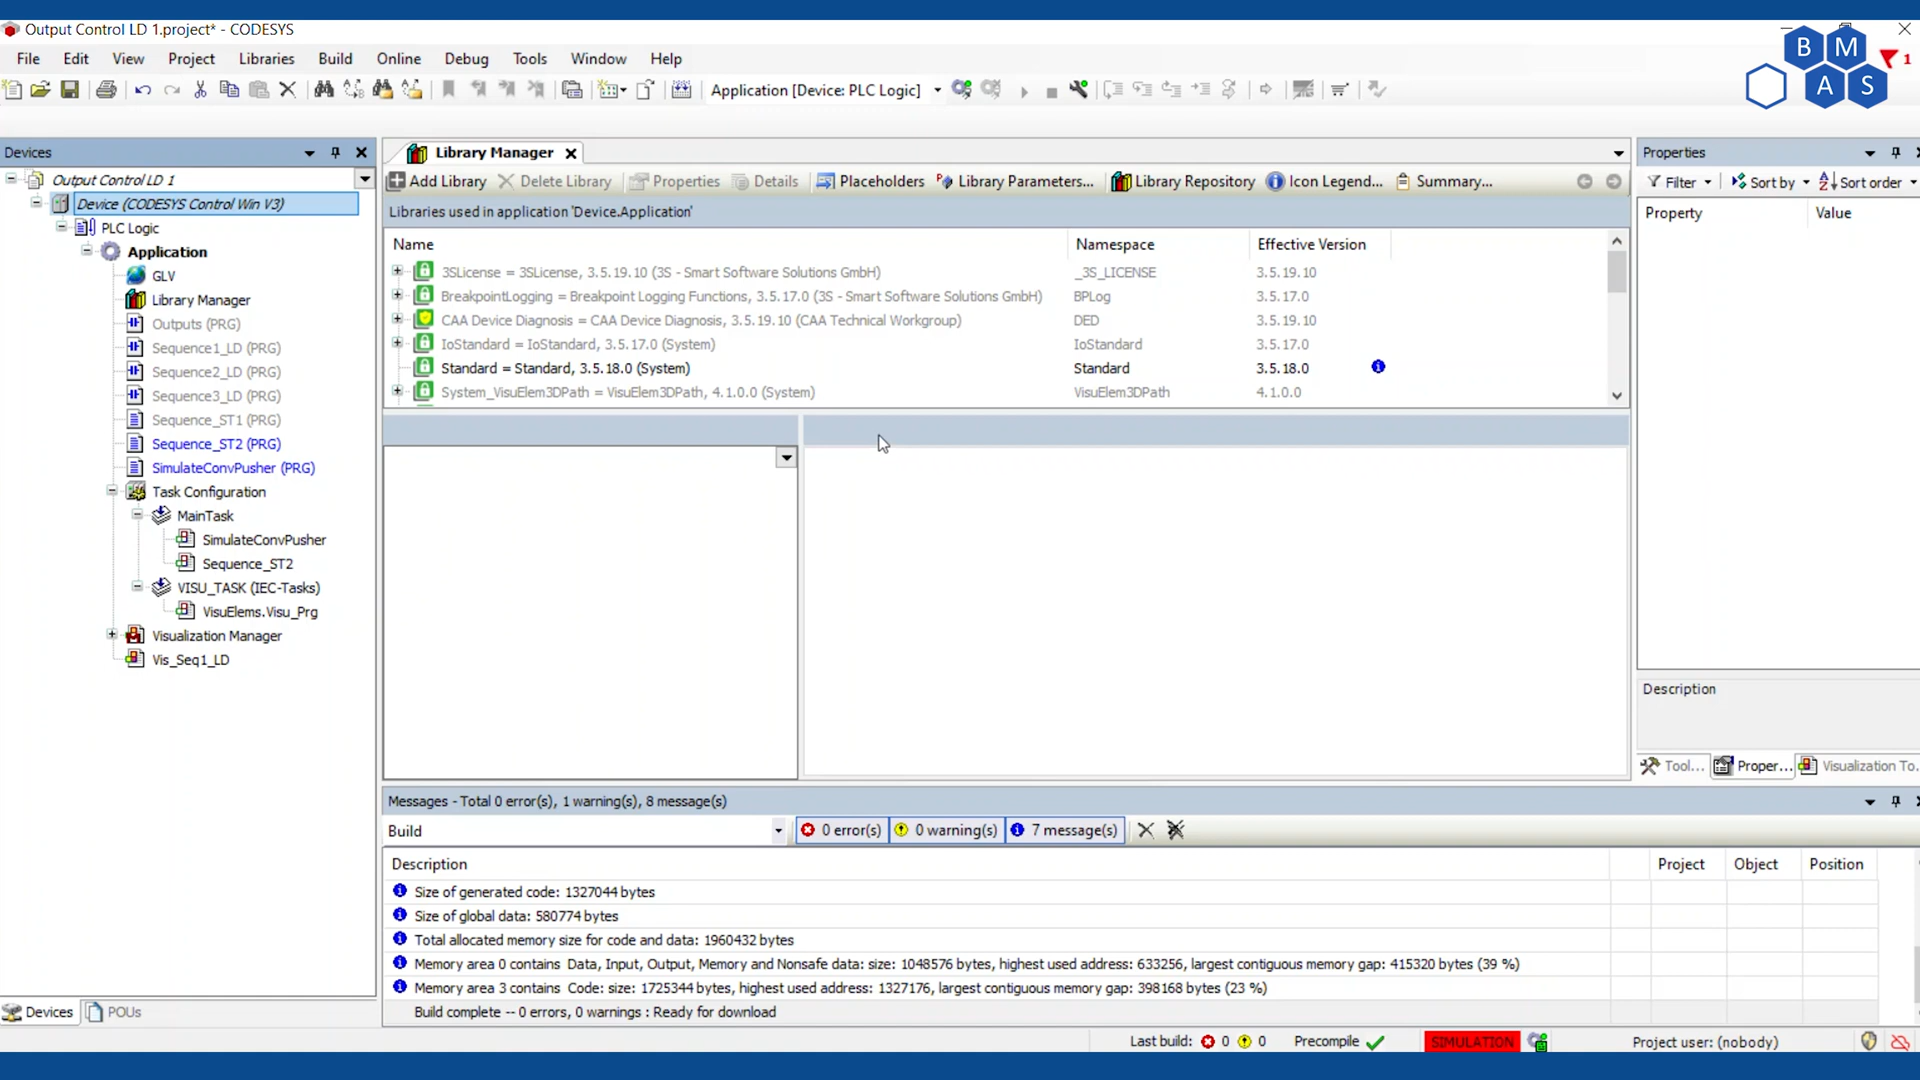 Output Control LD 1.project* - CODESYS
File Edit View Project Libraries Build Online Debug Tools Window Help
B M A S
1
Application [Device: PLC Logic]
Devices
Output Control LD 1
Device (CODESYS Control Win V3)
PLC Logic
Application
GLV
Library Manager
Outputs (PRG)
Sequence1_LD (PRG)
Sequence2_LD (PRG)
Sequence3_LD (PRG)
Sequence_ST1 (PRG)
Sequence_ST2 (PRG)
SimulateConvPusher (PRG)
Task Configuration
MainTask
SimulateConvPusher
Sequence_ST2
VISU_TASK (IEC-Tasks)
VisuElems.Visu_Prg
Visualization Manager
Vis_Seq1_LD
Devices POUs
Library Manager
Add Library Delete Library Properties Details Placeholders Library Parameters... Library Repository Icon Legend... Summary...
Libraries used in application 'Device.Application'
Name Namespace Effective Version
3SLicense = 3SLicense, 3.5.19.10 (3S - Smart Software Solutions GmbH) _3S_LICENSE 3.5.19.10
BreakpointLogging = Breakpoint Logging Functions, 3.5.17.0 (3S - Smart Software Solutions GmbH) BPLog 3.5.17.0
CAA Device Diagnosis = CAA Device Diagnosis, 3.5.19.10 (CAA Technical Workgroup) DED 3.5.19.10
IoStandard = IoStandard, 3.5.17.0 (System) IoStandard 3.5.17.0
Standard = Standard, 3.5.18.0 (System) Standard 3.5.18.0
System_VisuElem3DPath = VisuElem3DPath, 4.1.0.0 (System) VisuElem3DPath 4.1.0.0
Properties
Filter Sort by Sort order
Property Value
Description
Tool... Proper... Visualization To...
Messages - Total 0 error(s), 1 warning(s), 8 message(s)
Build 0 error(s) 0 warning(s) 7 message(s)
Description Project Object Position
Size of generated code: 1327044 bytes
Size of global data: 580774 bytes
Total allocated memory size for code and data: 1960432 bytes
Memory area 0 contains Data, Input, Output, Memory and Nonsafe data: size: 1048576 bytes, highest used address: 633256, largest contiguous memory gap: 415320 bytes (39 %)
Memory area 3 contains Code: size: 1725344 bytes, highest used address: 1327176, largest contiguous memory gap: 398168 bytes (23 %)
Build complete -- 0 errors, 0 warnings : Ready for download
Last build: 0 0 Precompile SIMULATION Project user: (nobody)